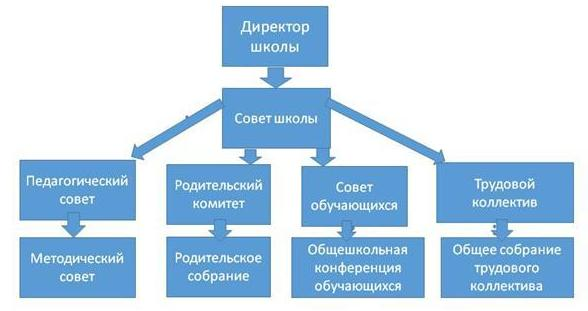 Директор
школы
Совет школы
Педагогический
совет
Родительский
комитет
Совет
обучающихся
Трудовой
коллектив
Методический
совет
Родительское
собрание
Общешкольная
конференция
обучающихся
Общее собрание
трудового
коллектива